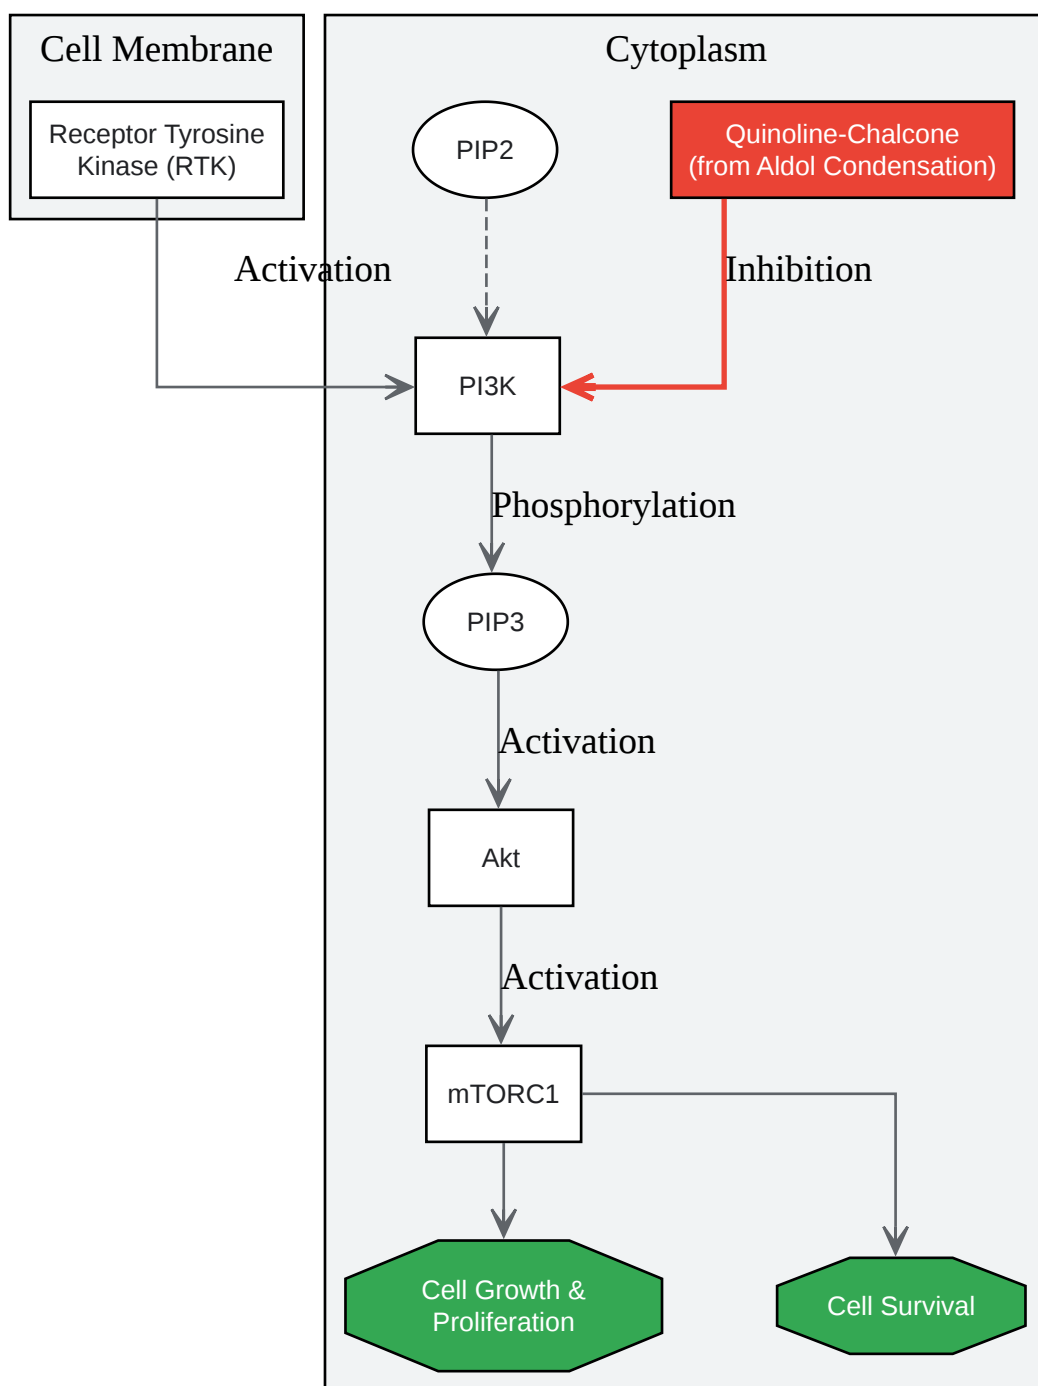 Cell Membrane
Cytoplasm
Receptor Tyrosine
Kinase (RTK)
PIP2
Quinoline-Chalcone
(from Aldol Condensation)
Activation
Inhibition
PI3K
Phosphorylation
PIP3
Activation
Akt
Activation
mTORC1
Cell Growth &
Proliferation
Cell Survival